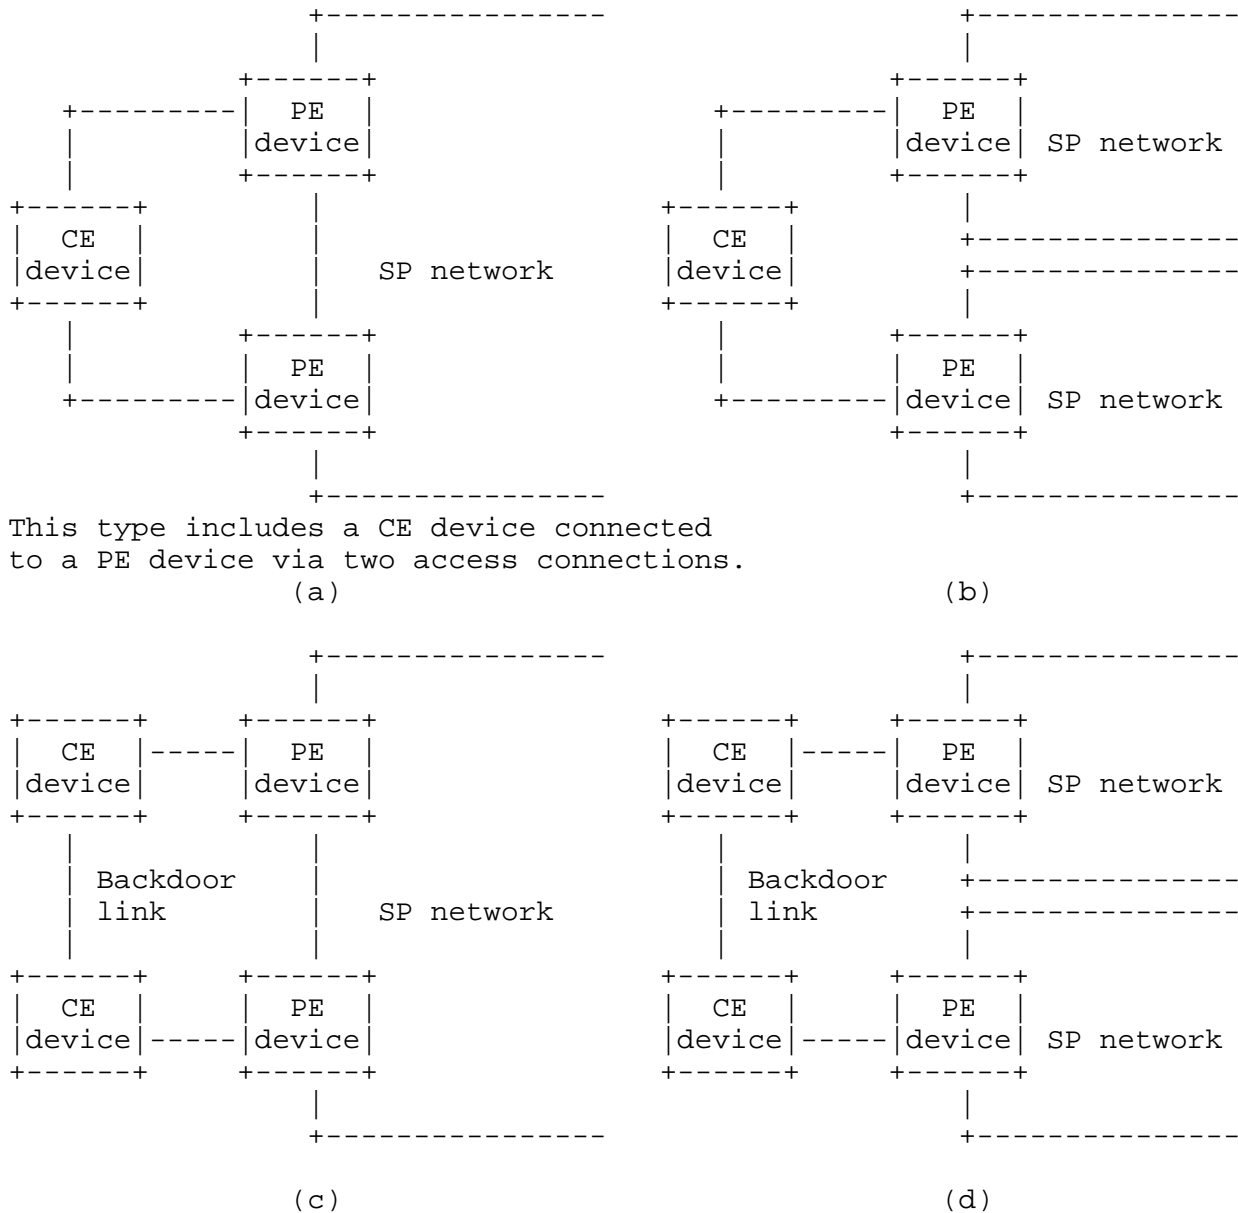 PE PE
device device SP network
CE CE
device SP network device
PE PE
device device SP network
This type includes a CE device connected
to a PE device via two access connections.
(a) (b)
CE PE CE PE
device device device device SP network
Backdoor Backdoor
link SP network link
CE PE CE PE
device device device device SP network
(c) (d)